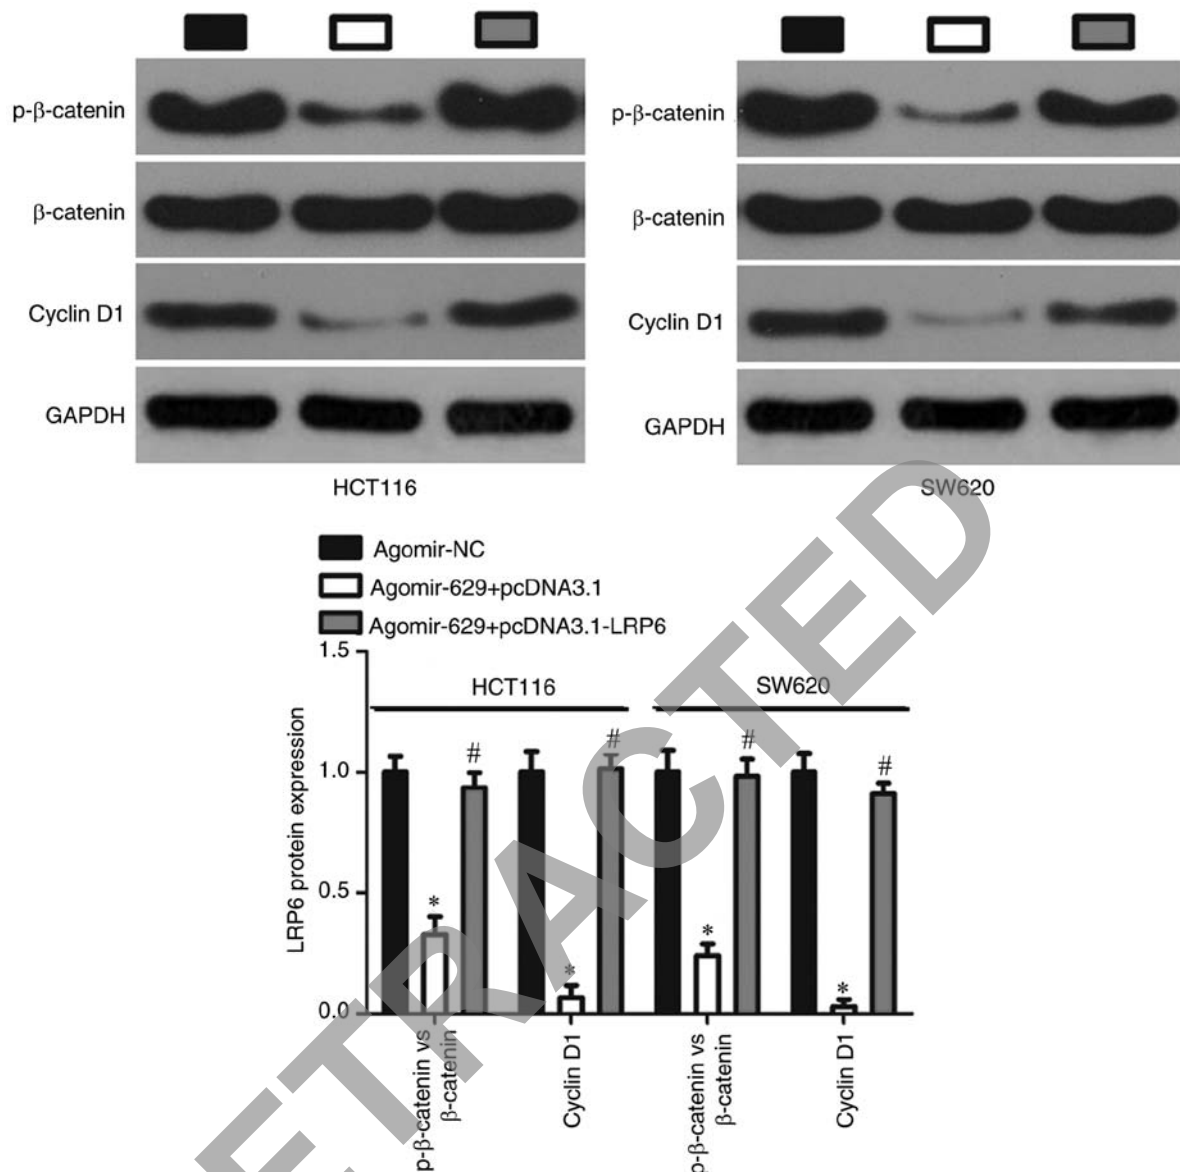 p-β-catenin
β-catenin
Cyclin D1
GAPDH
HCT116
p-β-catenin
β-catenin
Cyclin D1
GAPDH
SW620
Agomir-NC
Agomir-629+pcDNA3.1
Agomir-629+pcDNA3.1-LRP6
LRP6 protein expression
1.5
1.0
0.5
0.0
HCT116
SW620
*
#
*
#
*
#
*
#
p-β-catenin vs
β-catenin
Cyclin D1
p-β-catenin vs
β-catenin
Cyclin D1
ETRACTED